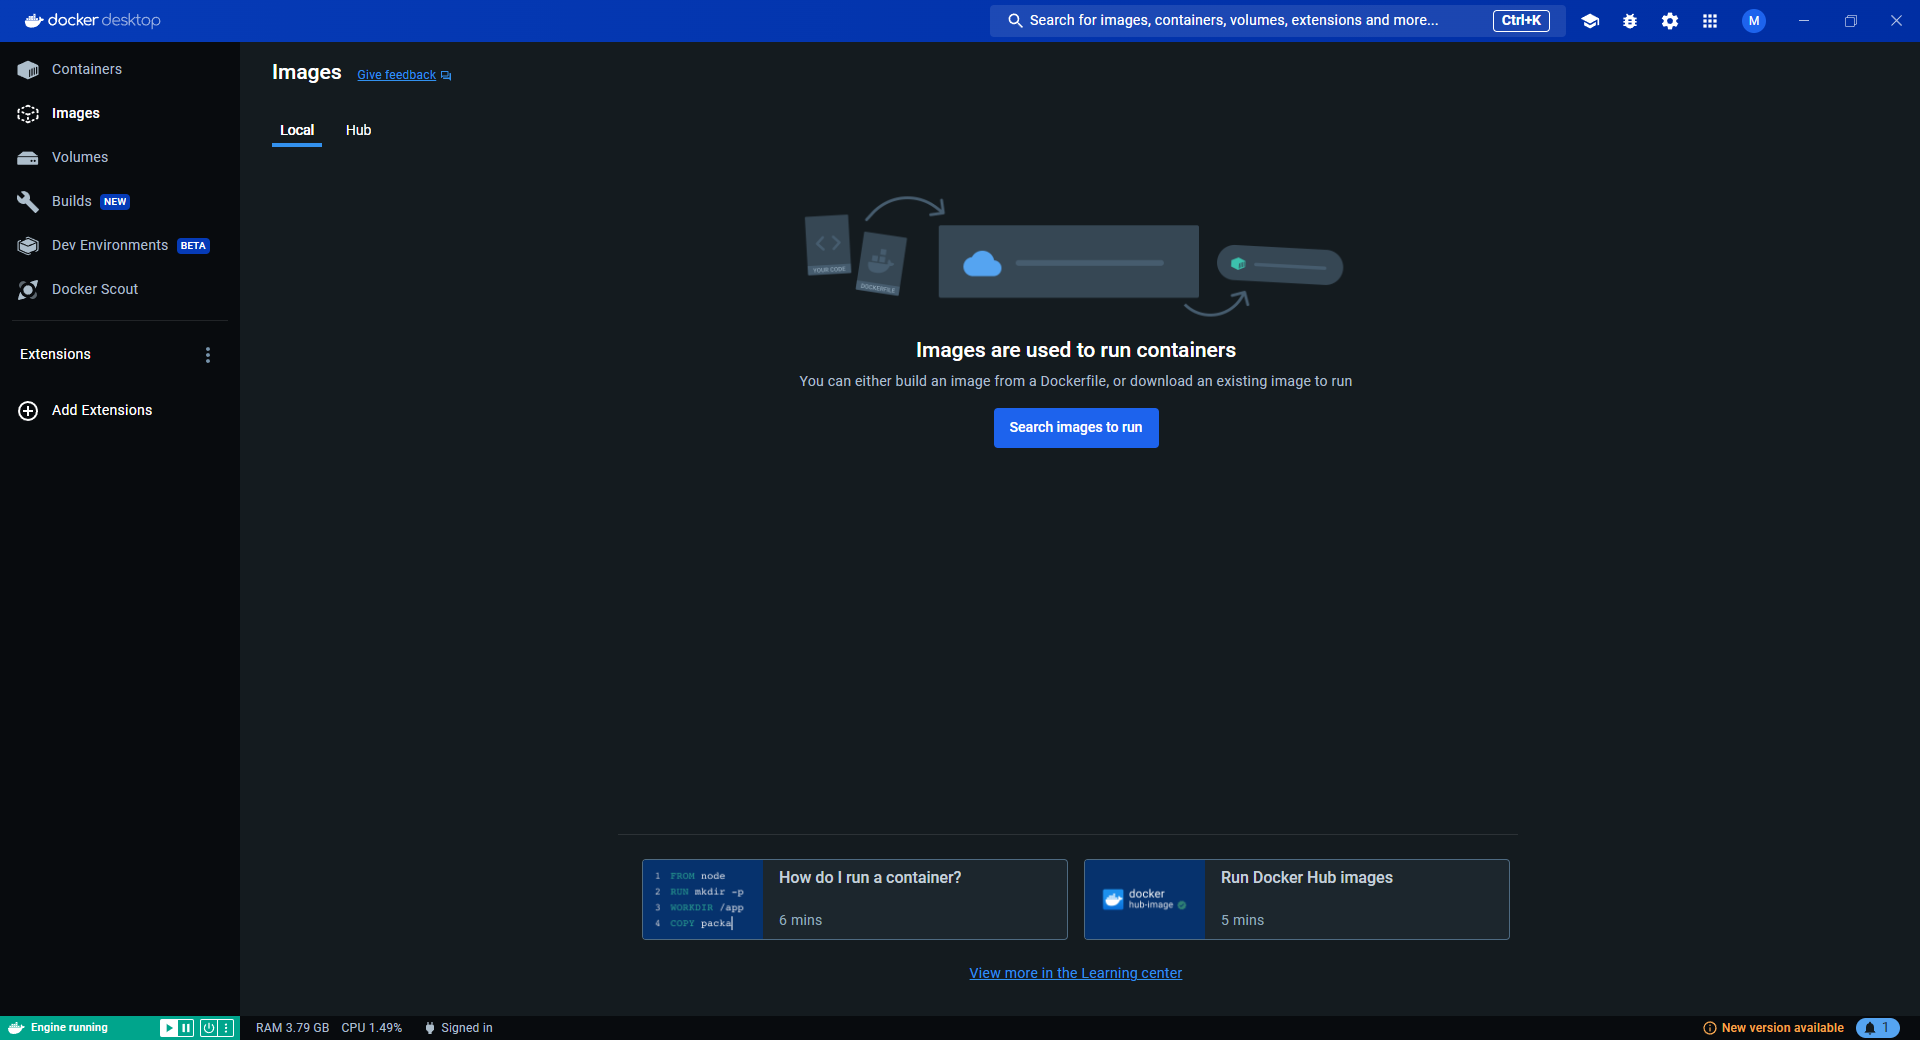 docker desktop
Search for images, containers, volumes, extensions and more...
Ctrl+K
M
Containers
Images
Volumes
Builds NEW
Dev Environments BETA
Docker Scout
Extensions
Add Extensions
Images Give feedback
Local Hub
YOUR CODE
DOCKERFILE
Images are used to run containers
You can either build an image from a Dockerfile, or download an existing image to run
Search images to run
1 FROM node
2 RUN mkdir -p
3 WORKDIR /app
4 COPY packa
How do I run a container?
6 mins
docker
hub-image
Run Docker Hub images
5 mins
View more in the Learning center
Engine running
RAM 3.79 GB CPU 1.49% Signed in
New version available
1